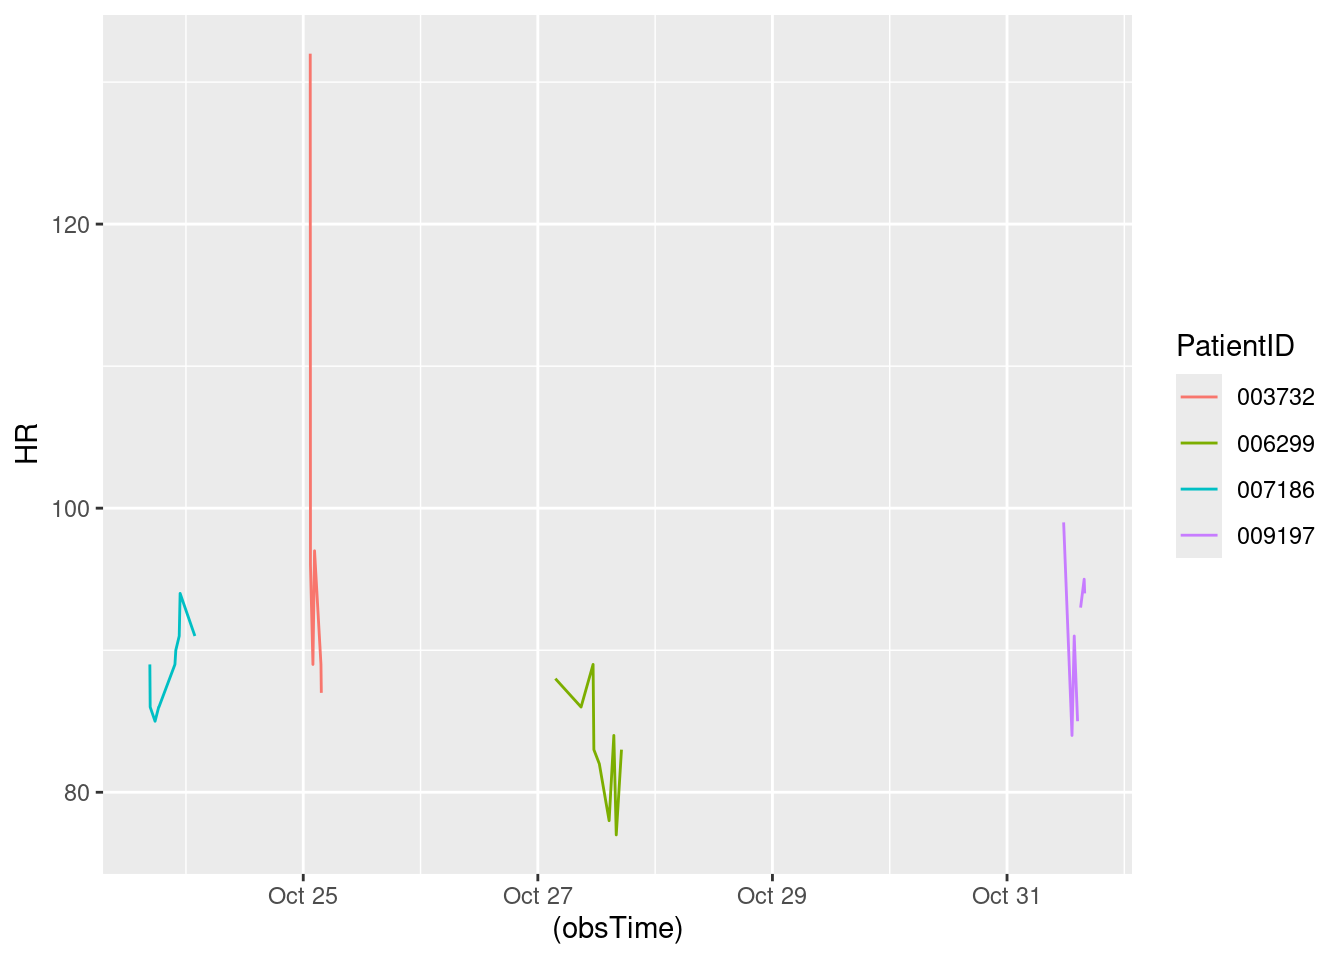 120
100
80
HR
Oct 25
Oct 27
Oct 29
Oct 31
(obsTime)
PatientID
003732
006299
007186
009197